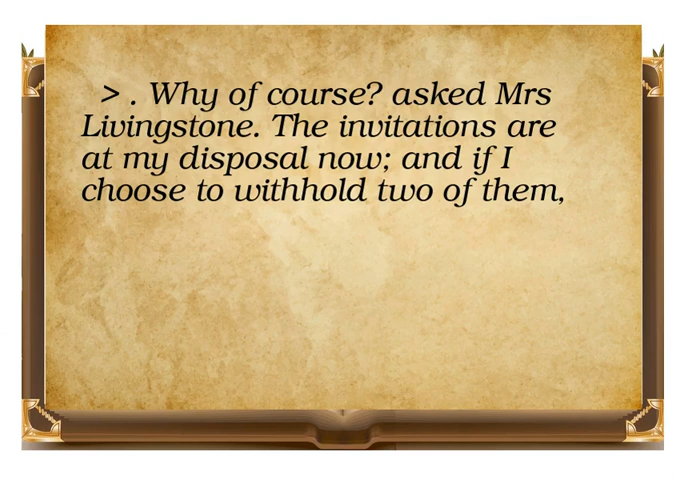 > . Why of course? asked Mrs
Livingstone. The invitations are
at my disposal now; and if I
choose to withhold two of them,